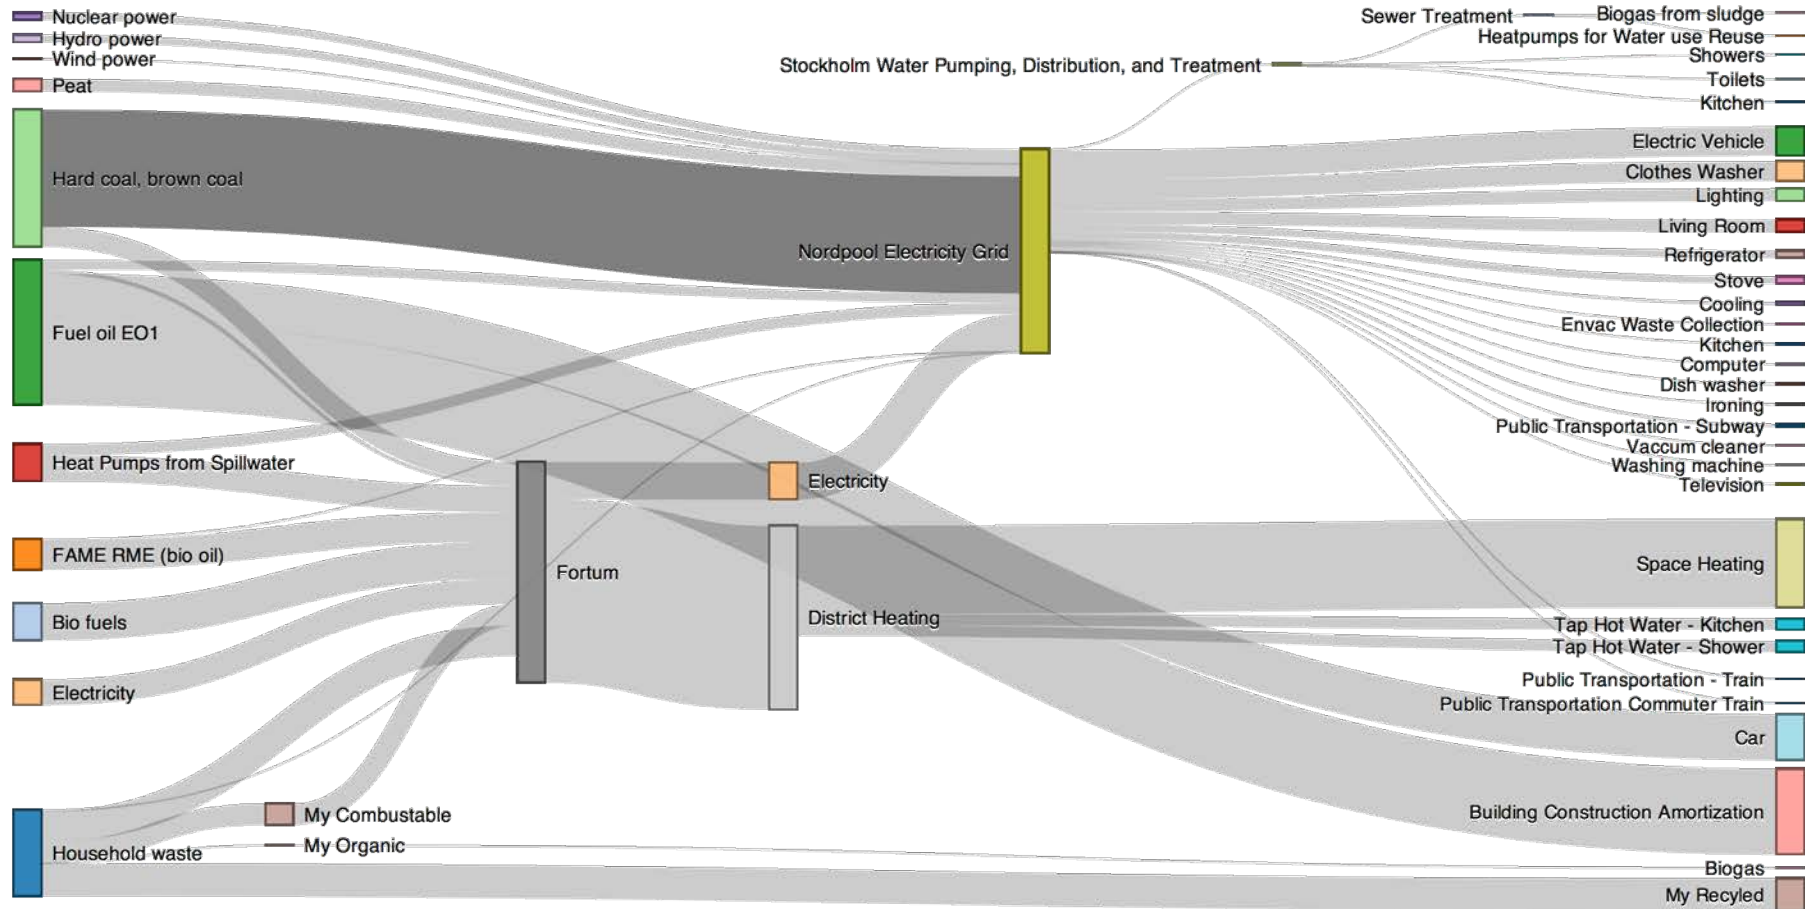 Nuclear power
Hydro power
Wind power
Peat
Hard coal, brown coal
Fuel oil EO1
Heat Pumps from Spillwater
FAME RME (bio oil)
Bio fuels
Electricity
Household waste
My Combustable
My Organic
Fortum
Electricity
District Heating
Nordpool Electricity Grid
Stockholm Water Pumping, Distribution, and Treatment
Sewer Treatment
Biogas from sludge
Heatpumps for Water use Reuse
Showers
Toilets
Kitchen
Electric Vehicle
Clothes Washer
Lighting
Living Room
Refrigerator
Stove
Cooling
Envac Waste Collection
Kitchen
Computer
Dish washer
Ironing
Public Transportation - Subway
Vaccum cleaner
Washing machine
Television
Space Heating
Tap Hot Water - Kitchen
Tap Hot Water - Shower
Public Transportation - Train
Public Transportation Commuter Train
Car
Building Construction Amortization
Biogas
My Recyled